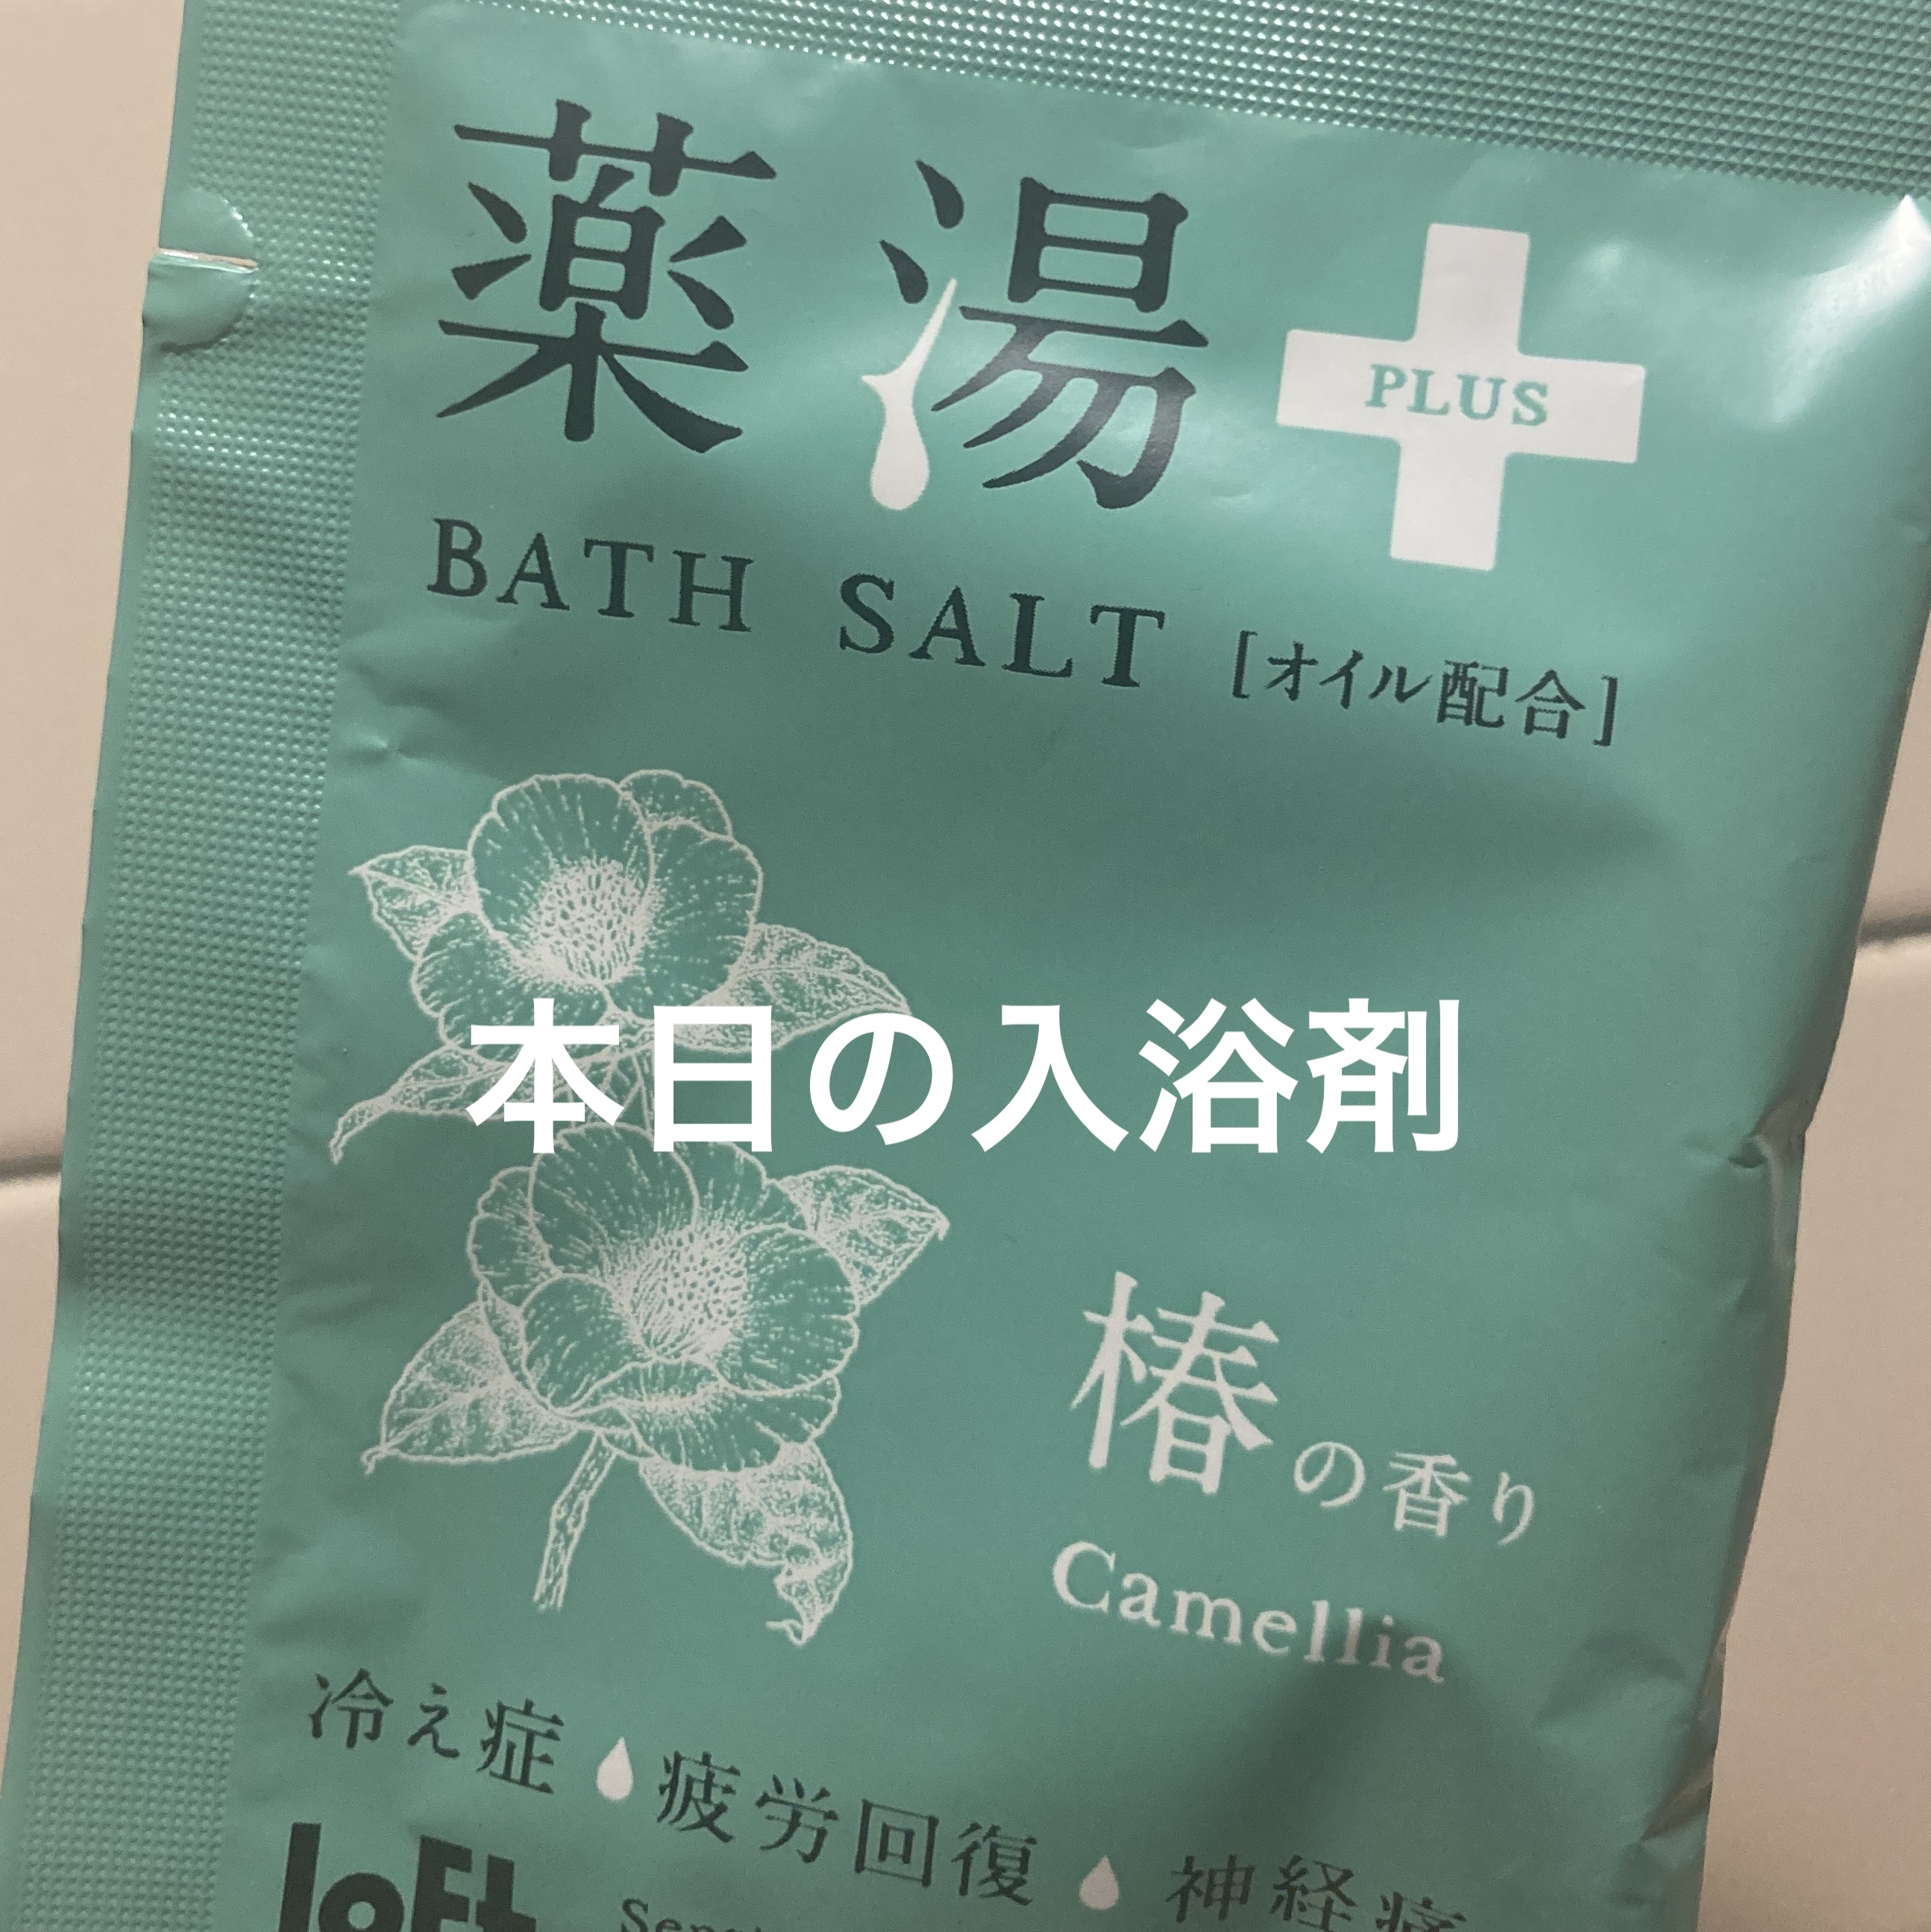 薬湯
PLUS
BATH SALT [オイル配合]
本日の入浴剤
椿の香り
Camellia
冷え症 疲労回復 神経痛
LOFT